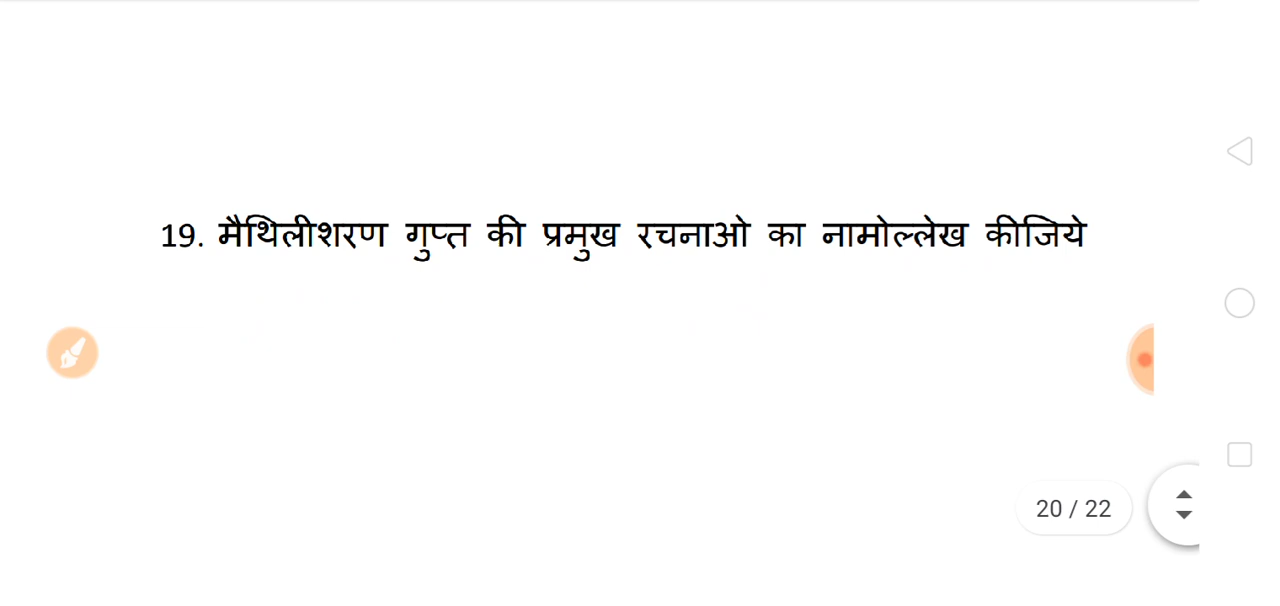 19. मैथिलीशरण गुप्त की प्रमुख रचनाओ का नामोल्लेख कीजिये
20 / 22